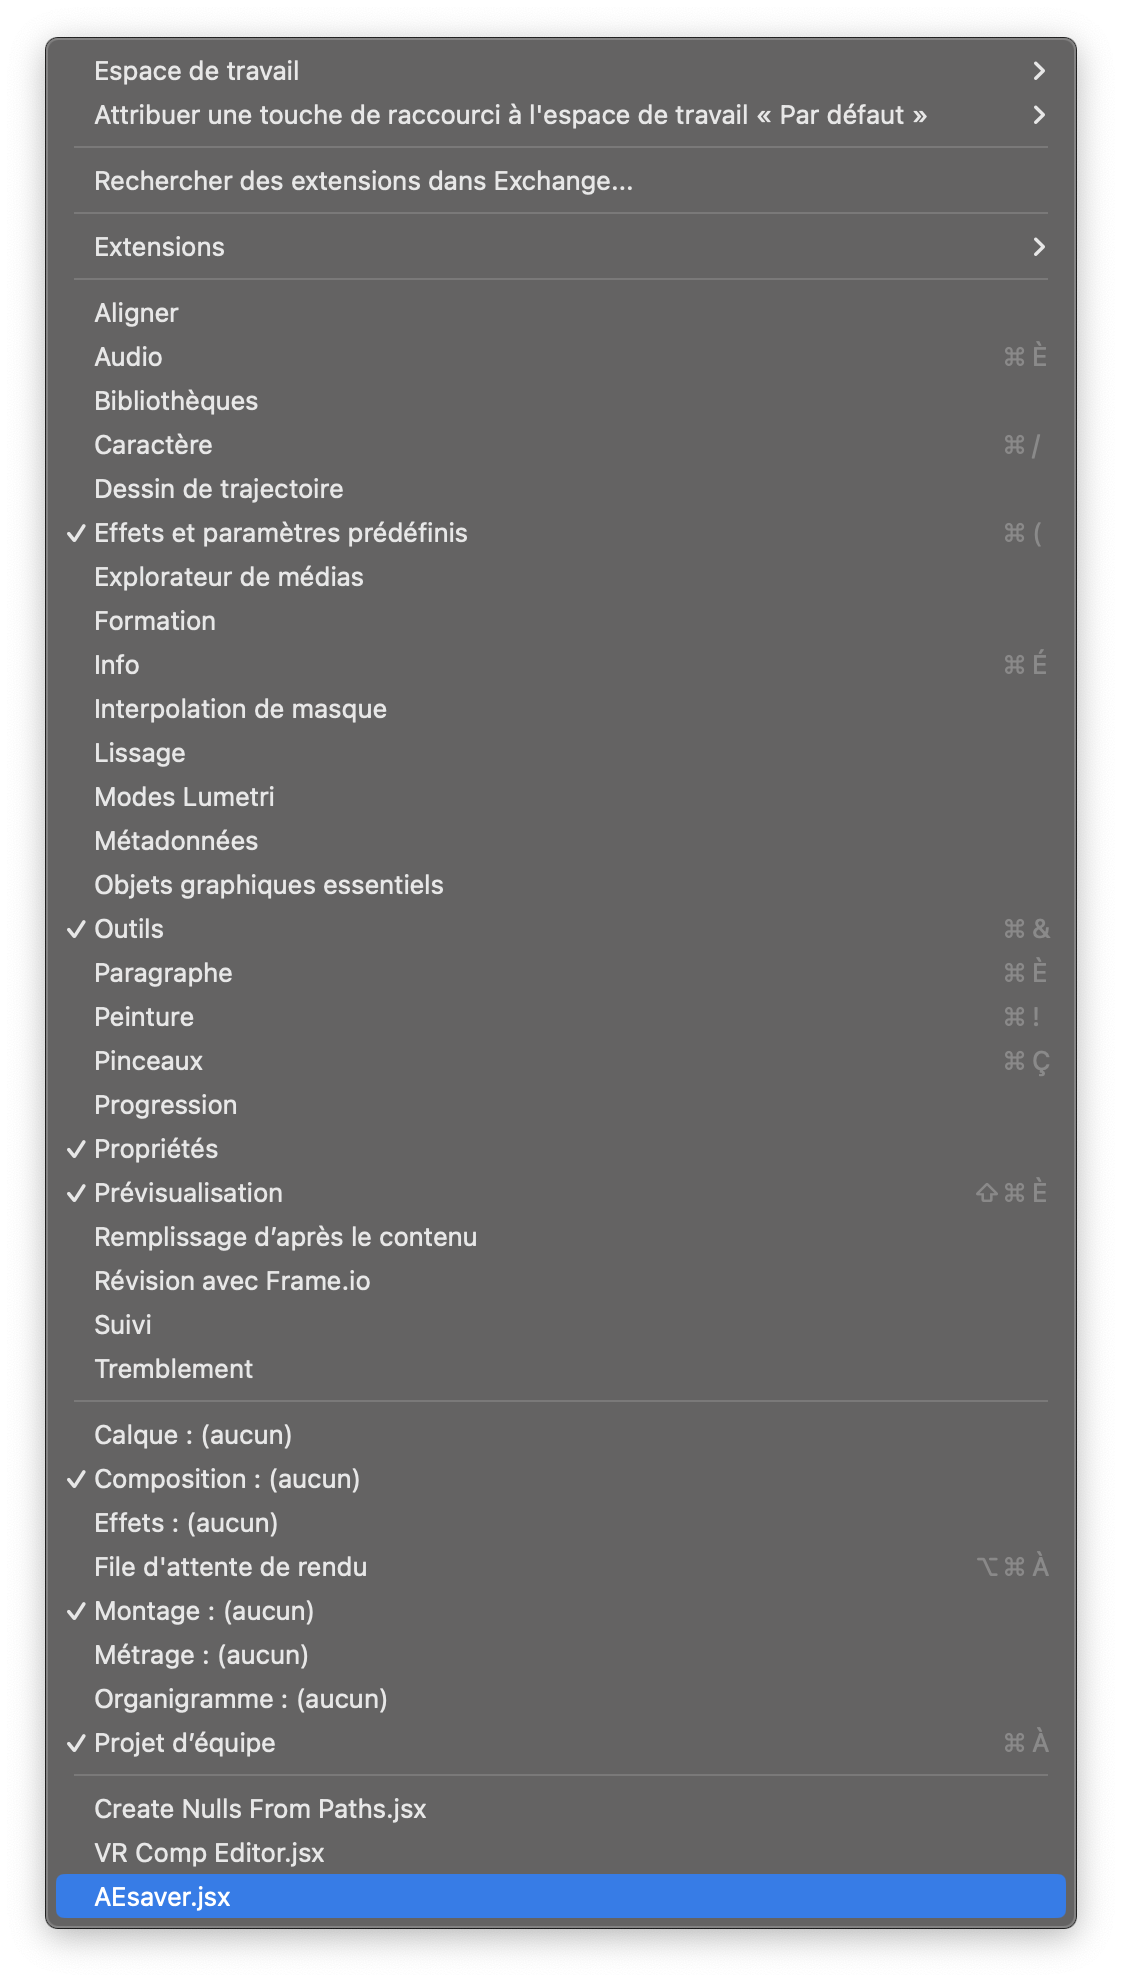 Espace de travail
Attribuer une touche de raccourci à l'espace de travail « Par défaut »
Rechercher des extensions dans Exchange...
Extensions
Aligner
Audio ⌘ È
Bibliothèques
Caractère ⌘ /
Dessin de trajectoire
✓ Effets et paramètres prédéfinis ⌘ (
Explorateur de médias
Formation
Info ⌘ É
Interpolation de masque
Lissage
Modes Lumetri
Métadonnées
Objets graphiques essentiels
✓ Outils ⌘ &
Paragraphe ⌘ È
Peinture ⌘ !
Pinceaux ⌘ Ç
Progression
✓ Propriétés
✓ Prévisualisation ⇧ ⌘ È
Remplissage d’après le contenu
Révision avec Frame.io
Suivi
Tremblement
Calque : (aucun)
✓ Composition : (aucun)
Effets : (aucun)
File d'attente de rendu ⌥ ⌘ À
✓ Montage : (aucun)
Métrage : (aucun)
Organigramme : (aucun)
✓ Projet d’équipe ⌘ À
Create Nulls From Paths.jsx
VR Comp Editor.jsx
AEsaver.jsx